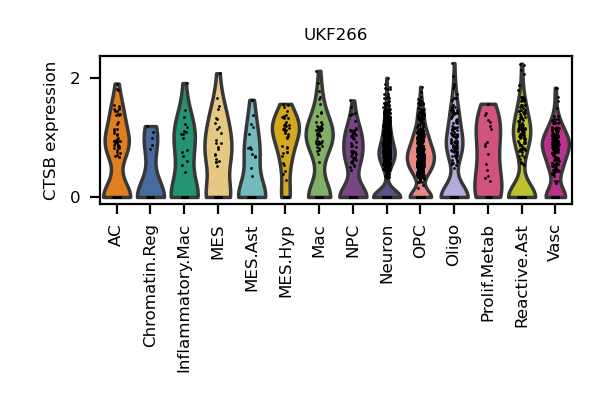 UKF266
CTSB expression
2
0
AC
Chromatin.Reg
Inflammatory.Mac
MES
MES.Ast
MES.Hyp
Mac
NPC
Neuron
OPC
Oligo
Prolif.Metab
Reactive.Ast
Vasc